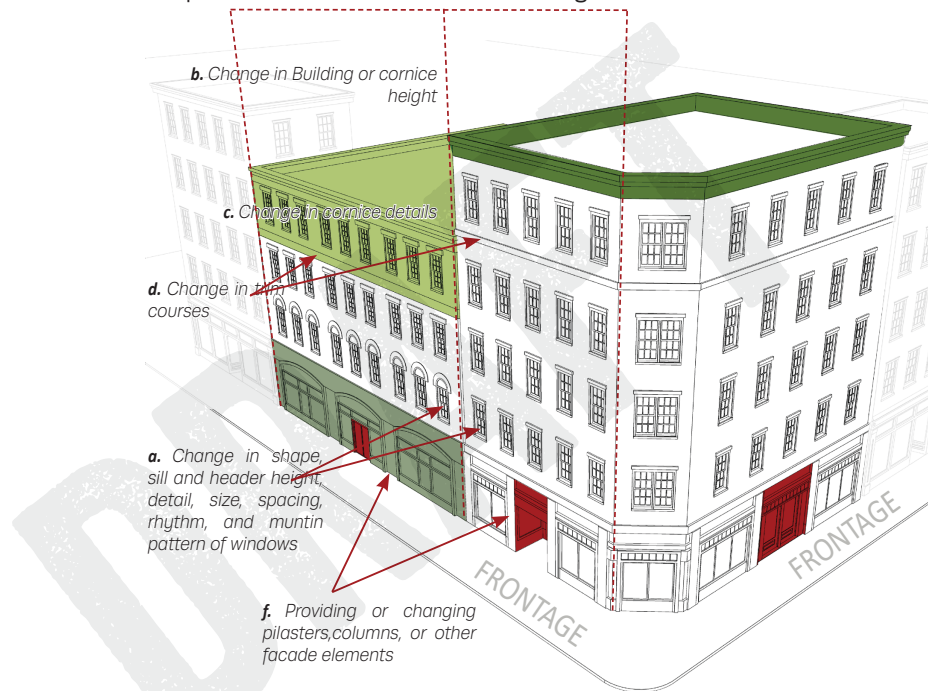 b. Change in Building or cornice
height
c. Change in cornice details
d. Change in trim
courses
a. Change in shape,
sill and header height,
detail, size, spacing,
rhythm, and muntin
pattern of windows
f. Providing or changing
pilasters,columns, or other
facade elements
FRONTAGE
FRONTAGE
DRAFT